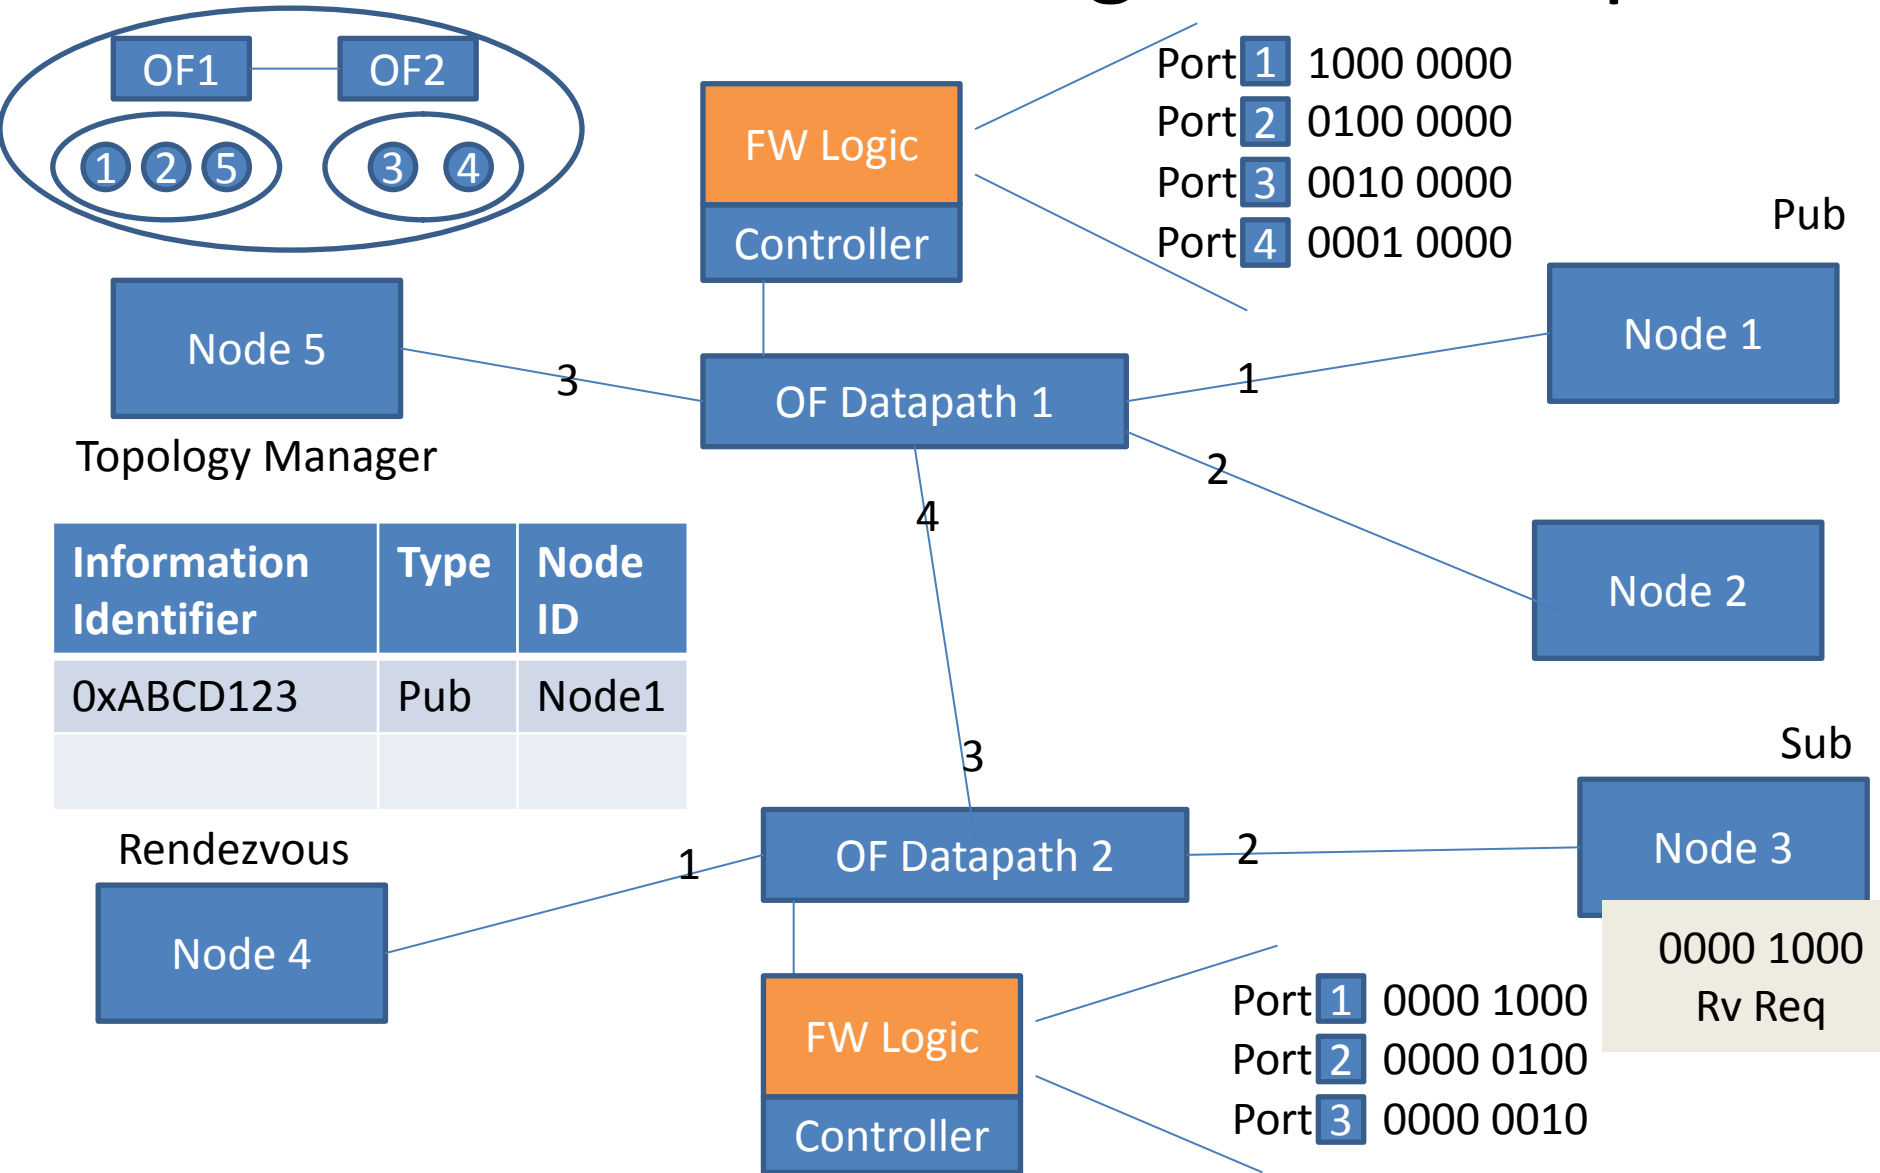 OF1
OF2
1 2 5
3 4
FW Logic
Controller
Port 1 1000 0000
Port 2 0100 0000
Port 3 0010 0000
Port 4 0001 0000
Pub
Node 1
Node 5
3
OF Datapath 1
1
2
4
Topology Manager
Node 2
Information Identifier
Type
Node ID
0xABCD123
Pub
Node1
3
Sub
Rendezvous
1
OF Datapath 2
2
Node 3
Node 4
0000 1000
Rv Req
FW Logic
Controller
Port 1 0000 1000
Port 2 0000 0100
Port 3 0000 0010